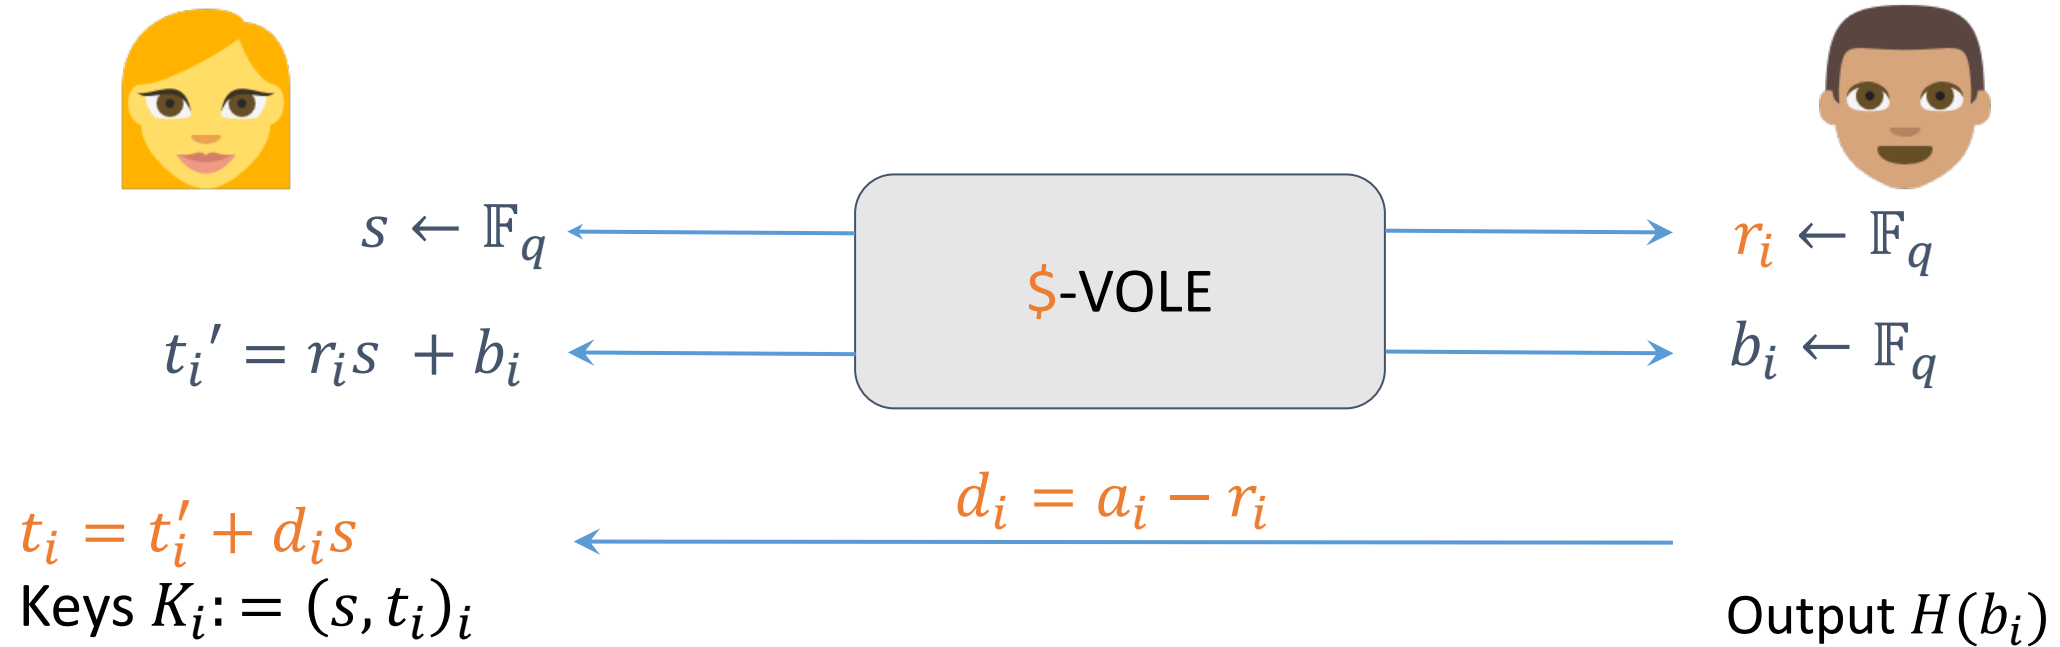 s ← 𝔽_q
r_i ← 𝔽_q
$-VOLE
t_i′ = r_i s + b_i
b_i ← 𝔽_q
d_i = a_i − r_i
t_i = t_i′ + d_i s
Keys K_i: = (s, t_i)_i
Output H(b_i)